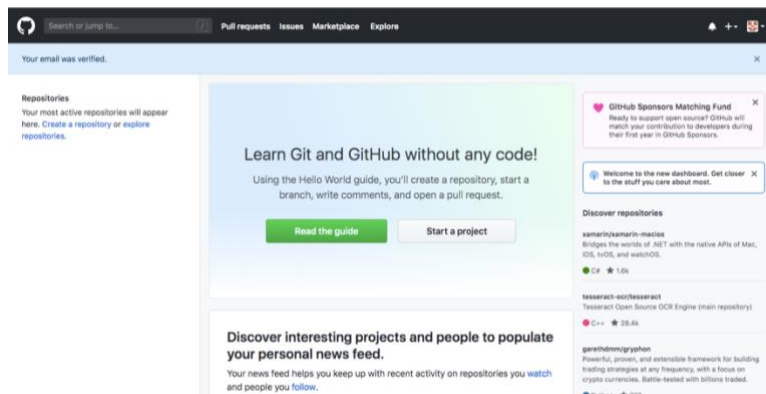 Search or jump to...
/
Pull requests Issues Marketplace Explore
Your email was verified.
Repositories
Your most active repositories will appear
here. Create a repository or explore
repositories.
Learn Git and GitHub without any code!
Using the Hello World guide, you'll create a repository, start a
branch, write comments, and open a pull request.
Read the guide
Start a project
Discover interesting projects and people to populate
your personal news feed.
Your news feed helps you keep up with recent activity on repositories you watch
and people you follow.
GitHub Sponsors Matching Fund
Ready to support open source? GitHub will
match your contribution to developers during
their first year in GitHub Sponsors.
Welcome to the new dashboard. Get closer
to the stuff you care about most.
Discover repositories
xamarin/xamarin-macios
Bridges the worlds of .NET with the native APIs of Mac,
iOS, tvOS, and watchOS.
C# 1.6k
tesseract-ocr/tesseract
Tesseract Open Source OCR Engine (main repository)
C++ 28.4k
garethdmm/gryphon
Powerful, proven, and extensible framework for building
trading strategies at any frequency, with a focus on
crypto currencies. Battle-tested with billions traded.